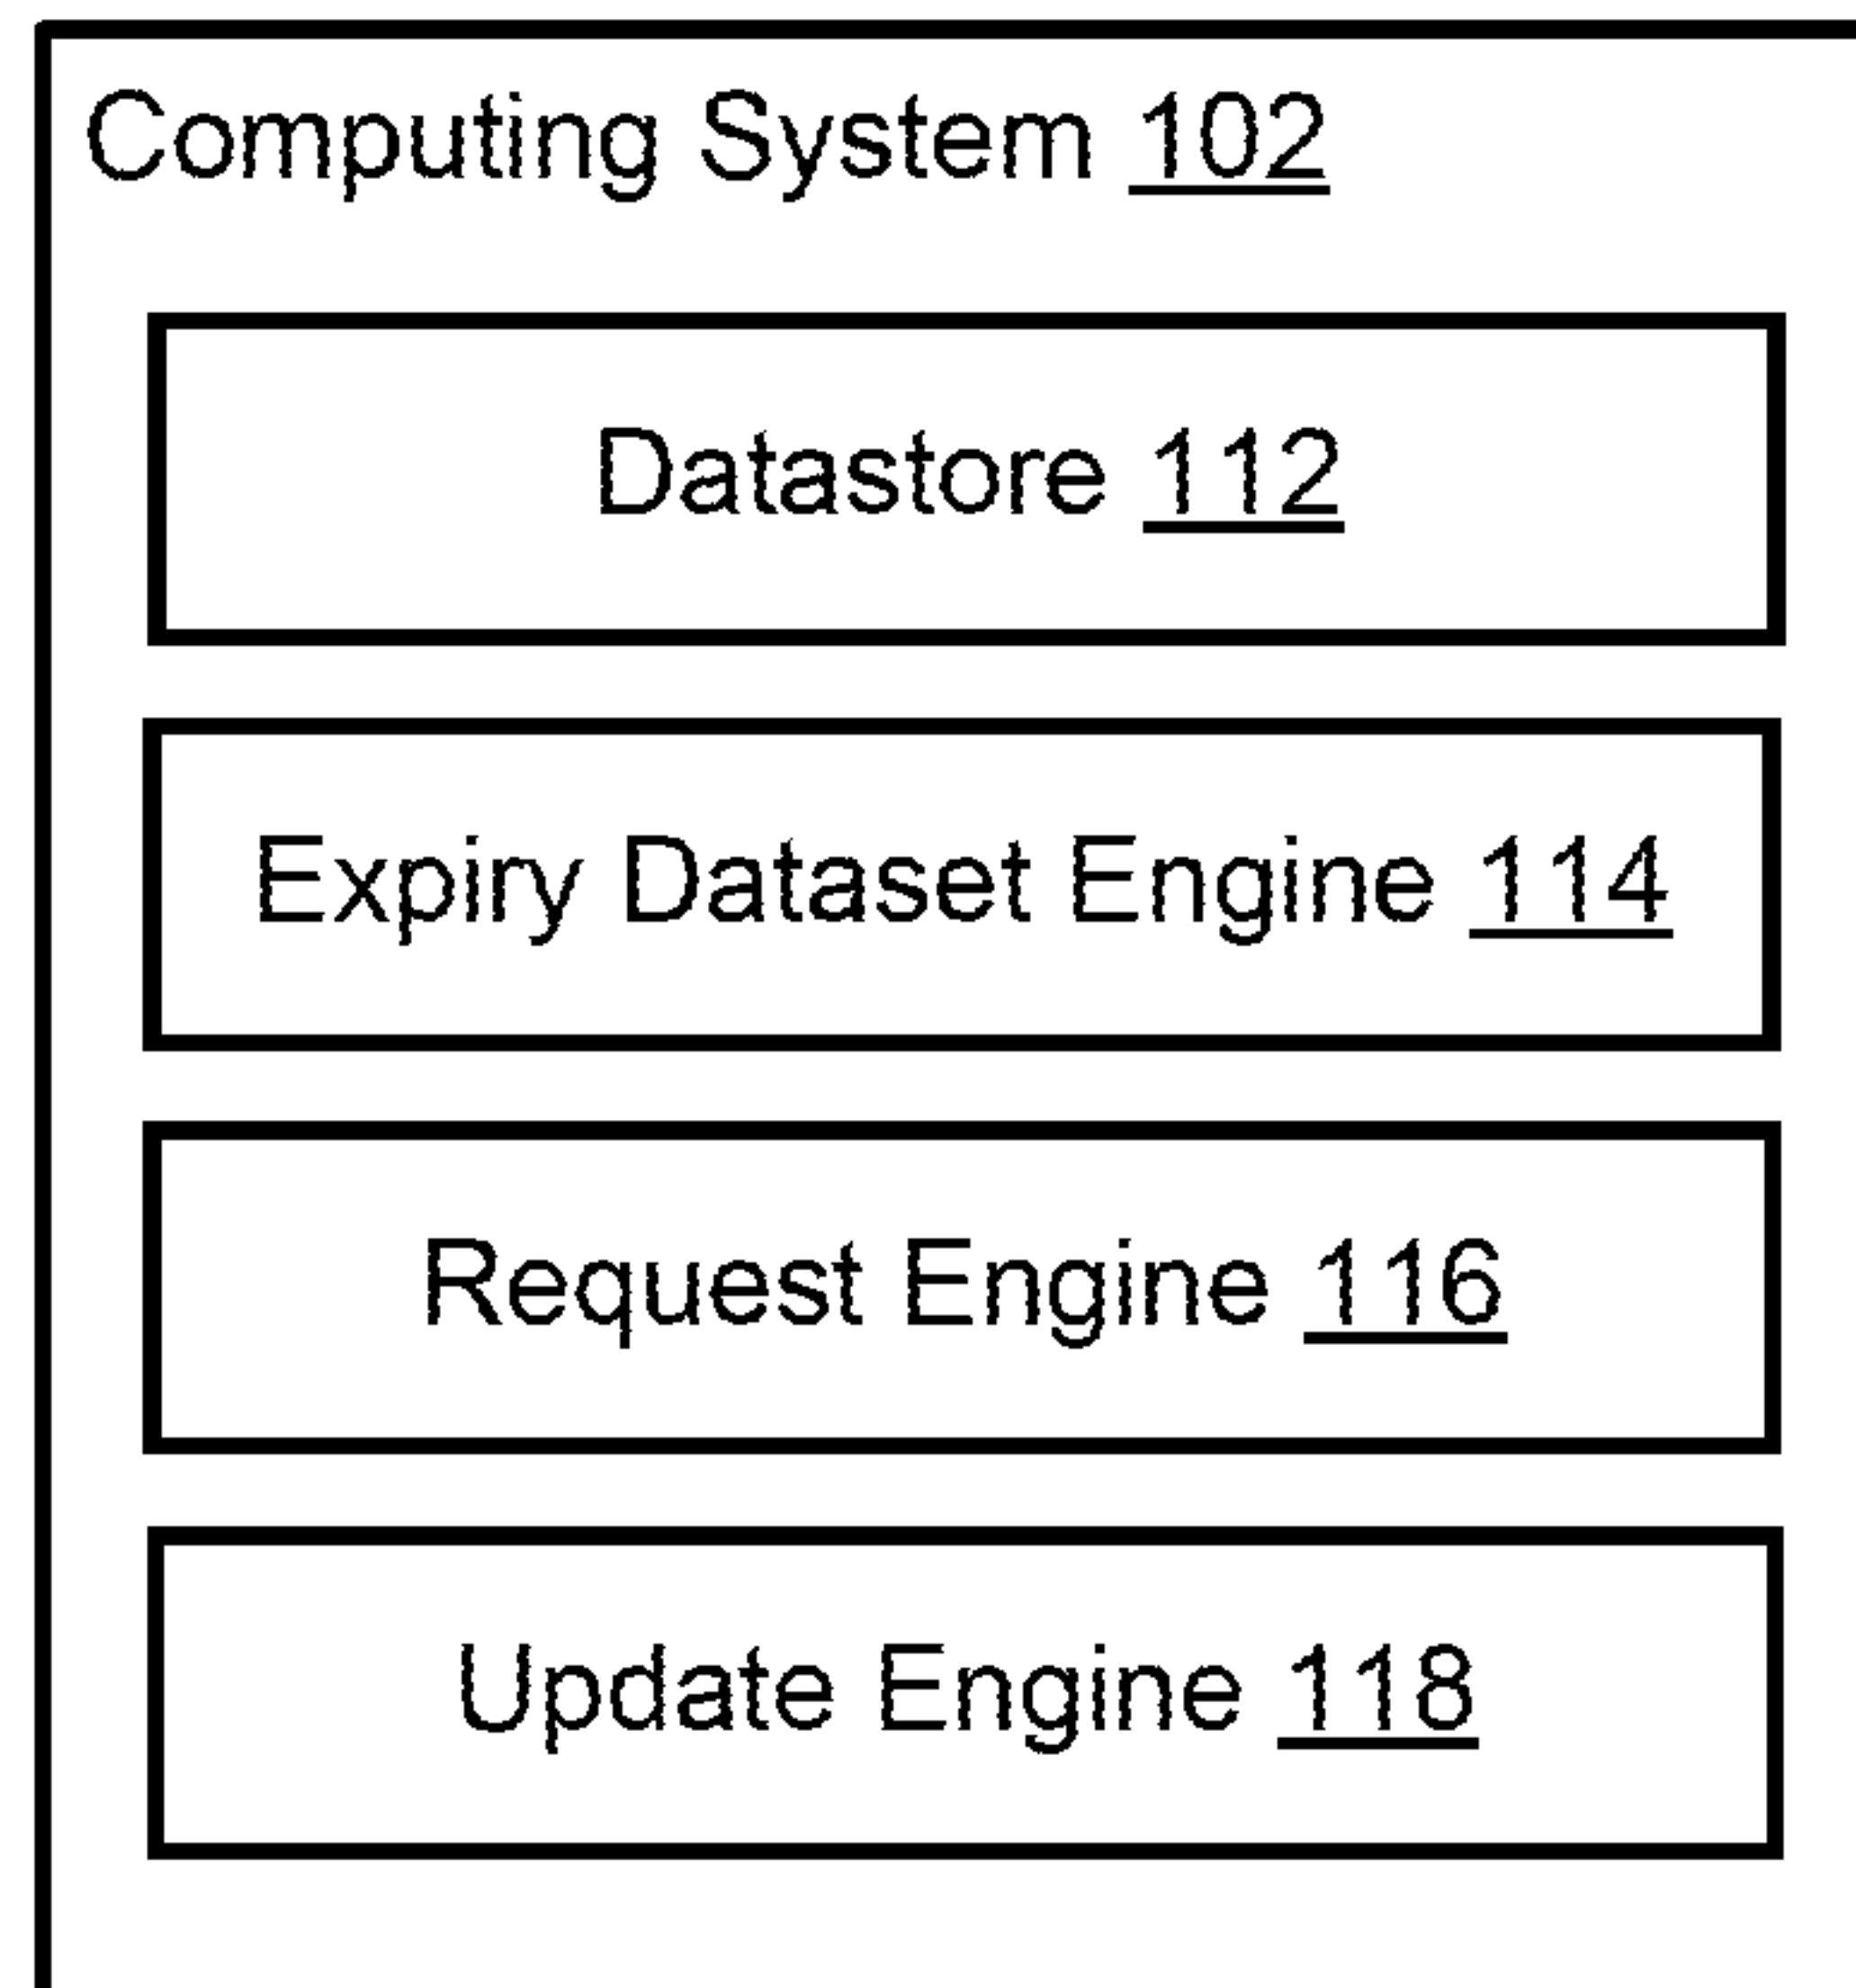 Computing System 102
Datastore 112
Expiry Dataset Engine 114
Request Engine 116
Update Engine 118